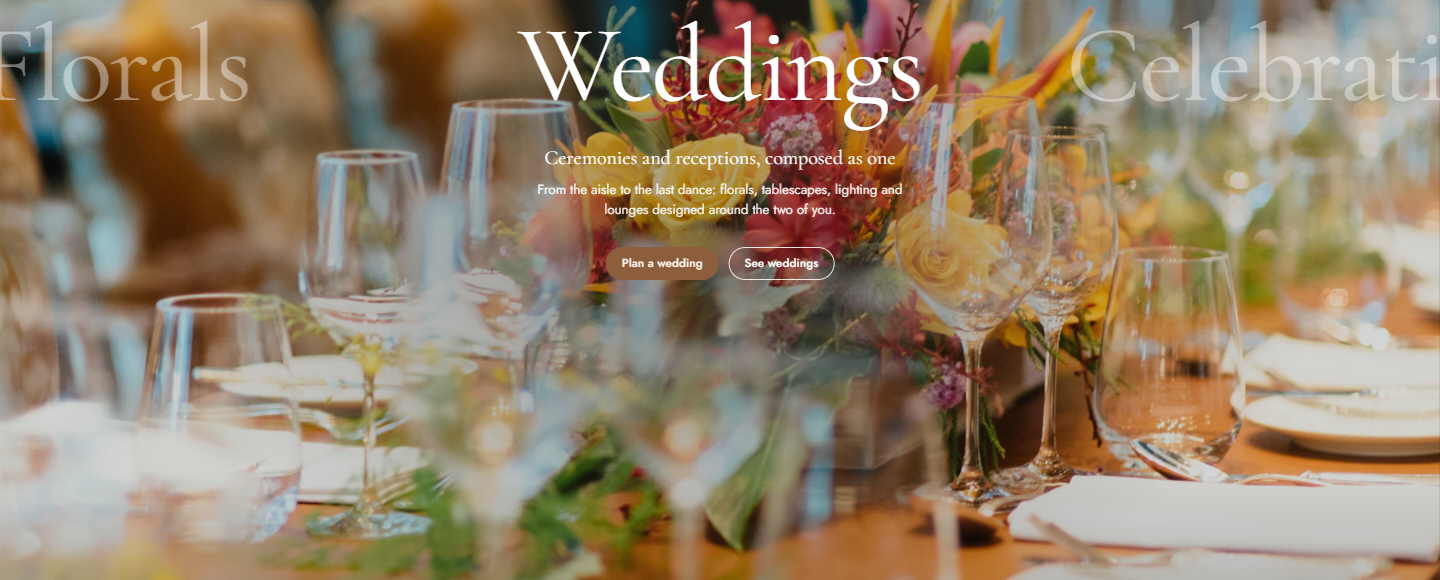 Florals
Weddings
Celebrati
Ceremonies and receptions, composed as one
From the aisle to the last dance: florals, tablescapes, lighting and
lounges designed around the two of you.
Plan a wedding
See weddings